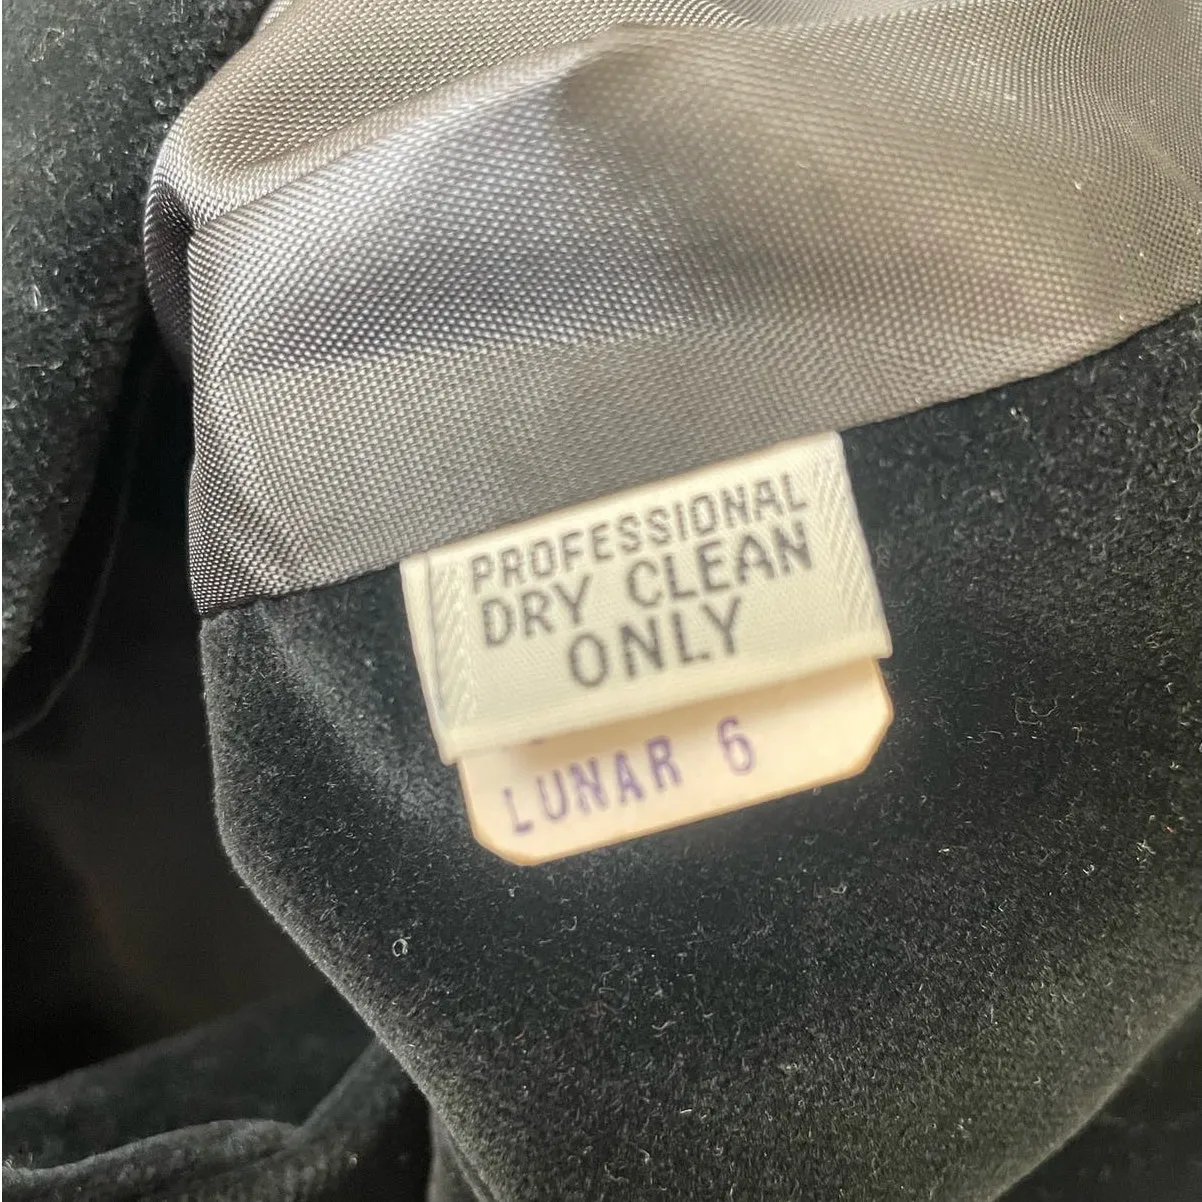 PROFESSIONAL
DRY CLEAN
ONLY
LUNAR 6